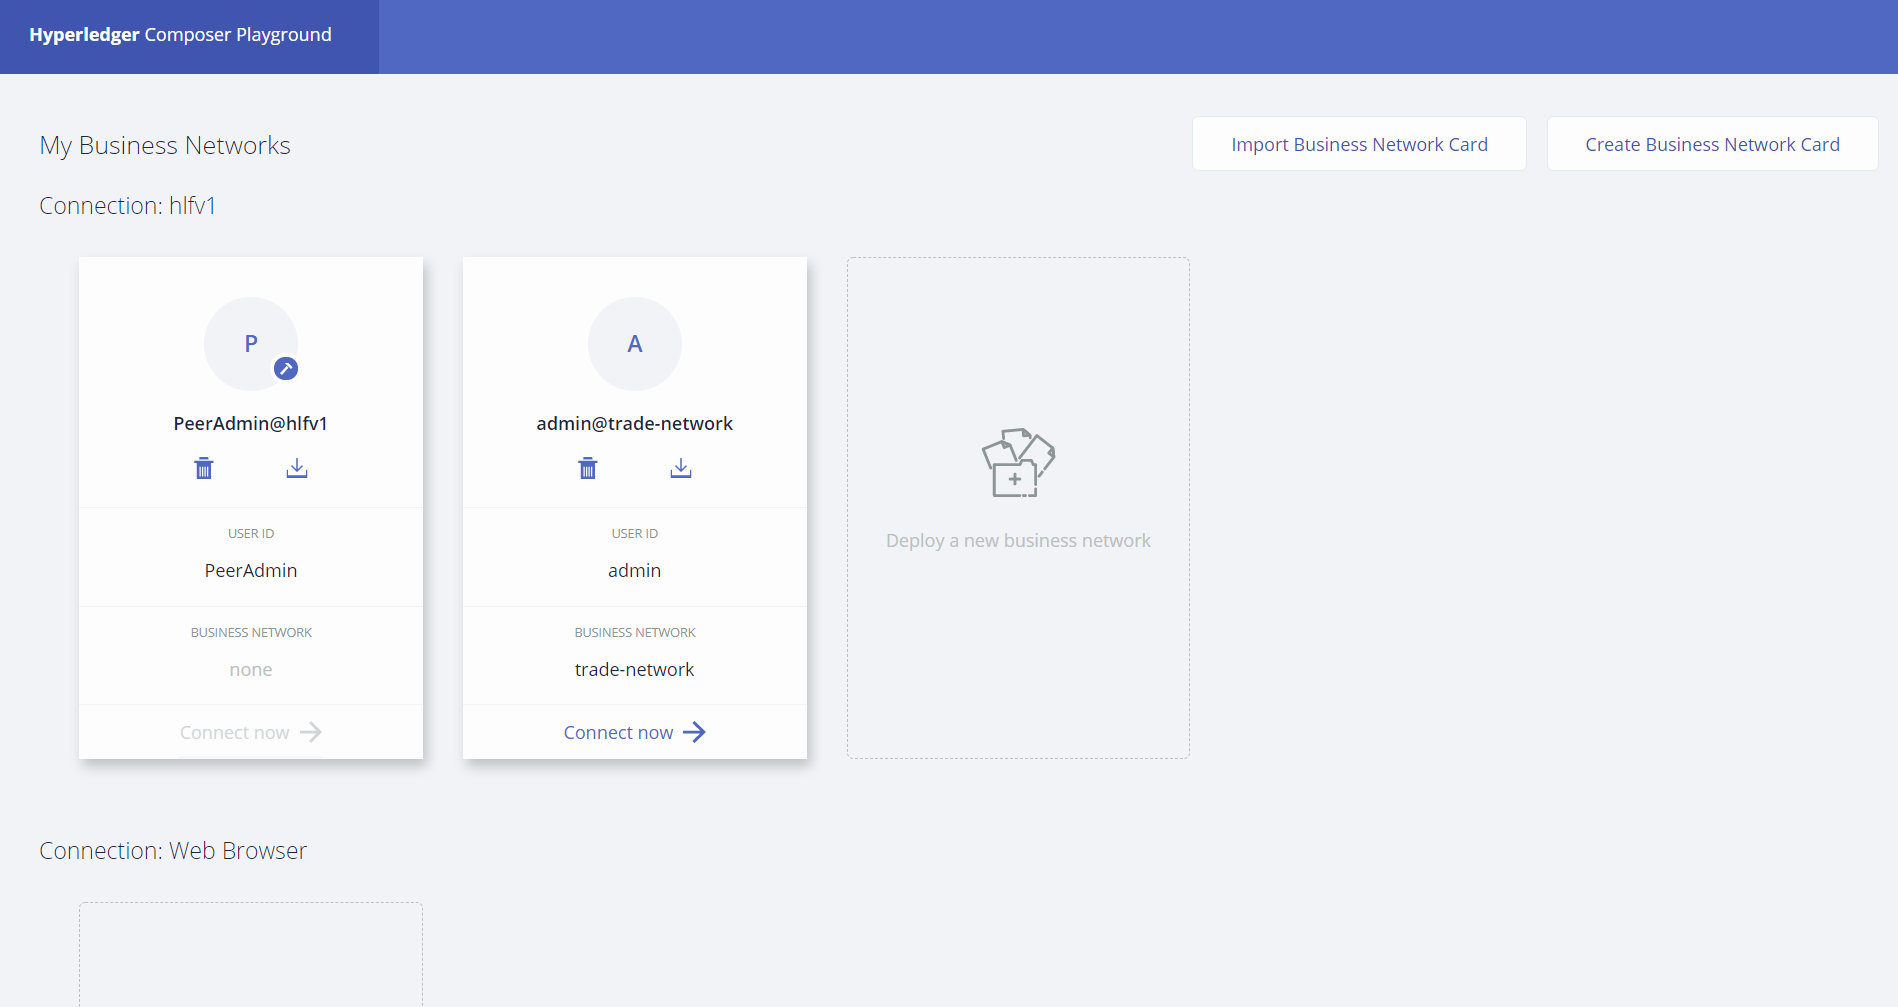 Hyperledger Composer Playground
My Business Networks
Import Business Network Card
Create Business Network Card
Connection: hlfv1
P
PeerAdmin@hlfv1
USER ID
PeerAdmin
BUSINESS NETWORK
none
Connect now
A
admin@trade-network
USER ID
admin
BUSINESS NETWORK
trade-network
Connect now
Deploy a new business network
Connection: Web Browser